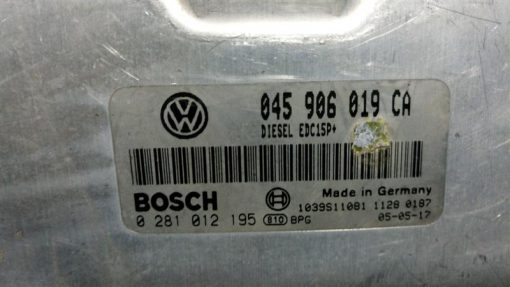 045 906 019 CA
DIESEL EDC15P+
BOSCH
Made in Germany
1039S11081 1128 0187
0 281 012 195 810 BPG
05-05-17